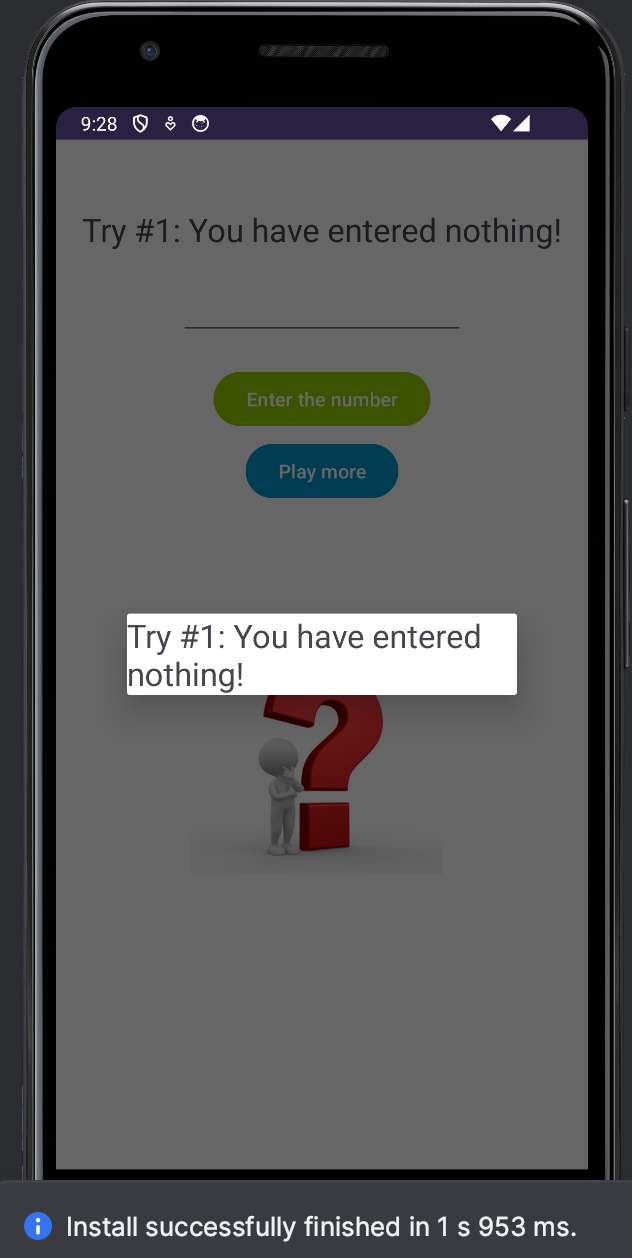 9:28
Try #1: You have entered nothing!
Enter the number
Play more
Try #1: You have entered
nothing!
Install successfully finished in 1 s 953 ms.